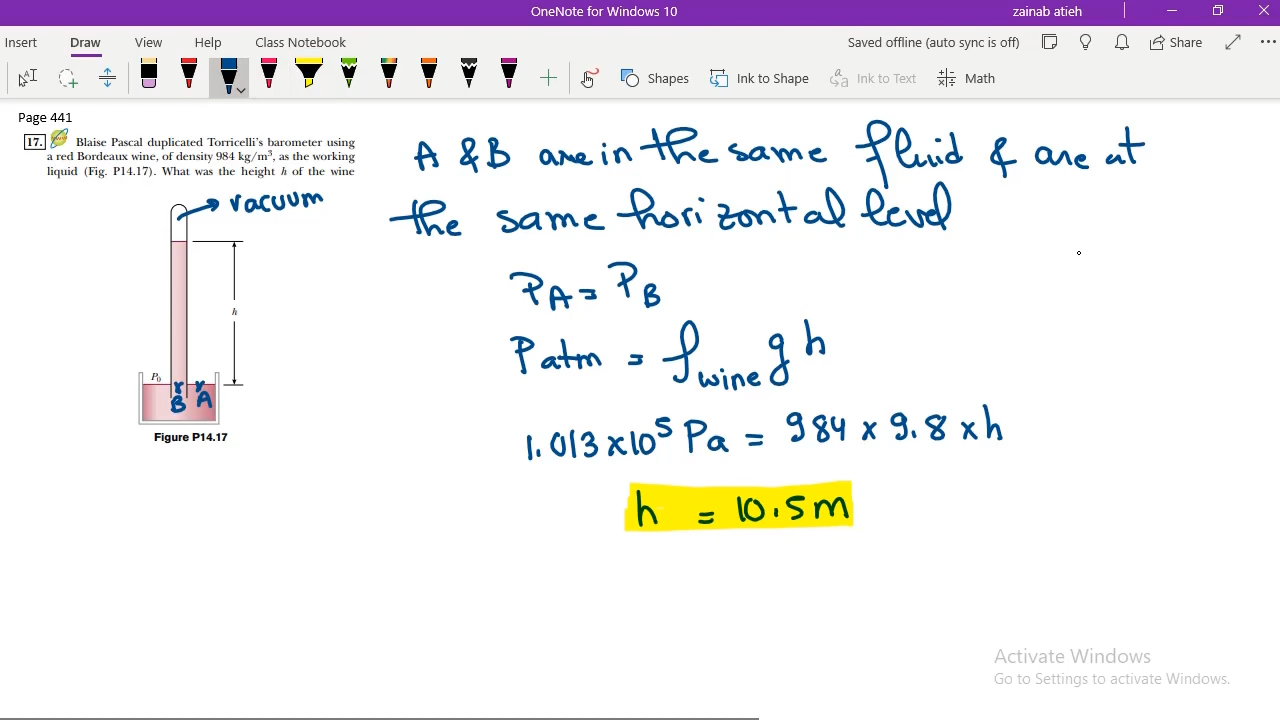 OneNote for Windows 10
zainab atieh
Insert
Draw
View
Help
Class Notebook
Saved offline (auto sync is off)
Share
Shapes
Ink to Shape
Ink to Text
Math
Page 441
17. Blaise Pascal duplicated Torricelli's barometer using
a red Bordeaux wine, of density 984 kg/m³, as the working
liquid (Fig. P14.17). What was the height h of the wine
vacuum
h
P₀
B A
Figure P14.17
A & B are in the same fluid & are at
the same horizontal level
P_A = P_B
Patm = ρ_wine g h
1.013 x 10⁵ Pa = 984 x 9.8 x h
h = 10.5 m
Activate Windows
Go to Settings to activate Windows.